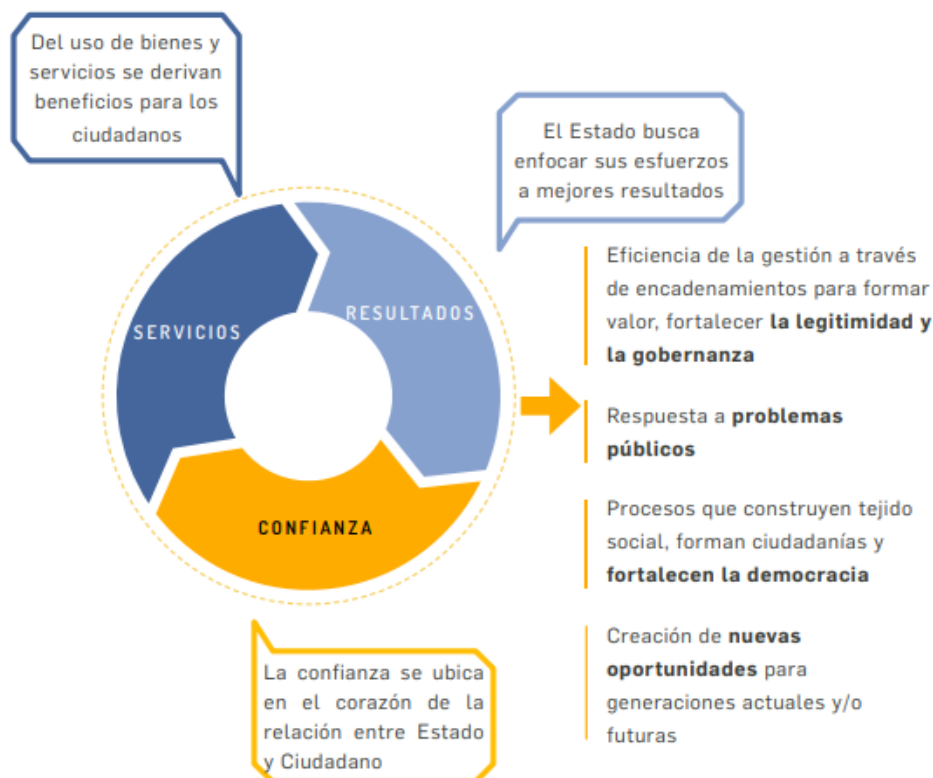 Del uso de bienes y
servicios se derivan
beneficios para los
ciudadanos
El Estado busca
enfocar sus esfuerzos
a mejores resultados
SERVICIOS
RESULTADOS
CONFIANZA
Eficiencia de la gestión a través
de encadenamientos para formar
valor, fortalecer la legitimidad y
la gobernanza
Respuesta a problemas
públicos
Procesos que construyen tejido
social, forman ciudadanías y
fortalecen la democracia
Creación de nuevas
oportunidades para
generaciones actuales y/o
futuras
La confianza se ubica
en el corazón de la
relación entre Estado
y Ciudadano